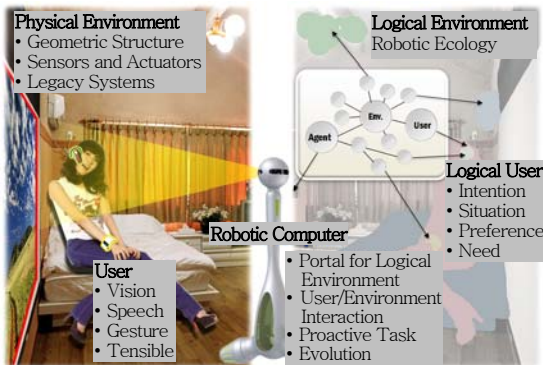 Physical Environment
• Geometric Structure
• Sensors and Actuators
• Legacy Systems
Logical Environment
Robotic Ecology
Env.
User
Agent
Logical User
• Intention
• Situation
• Preference
• Need
Robotic Computer
• Portal for Logical
Environment
• User/Environment
Interaction
• Proactive Task
• Evolution
User
• Vision
• Speech
• Gesture
• Tensible